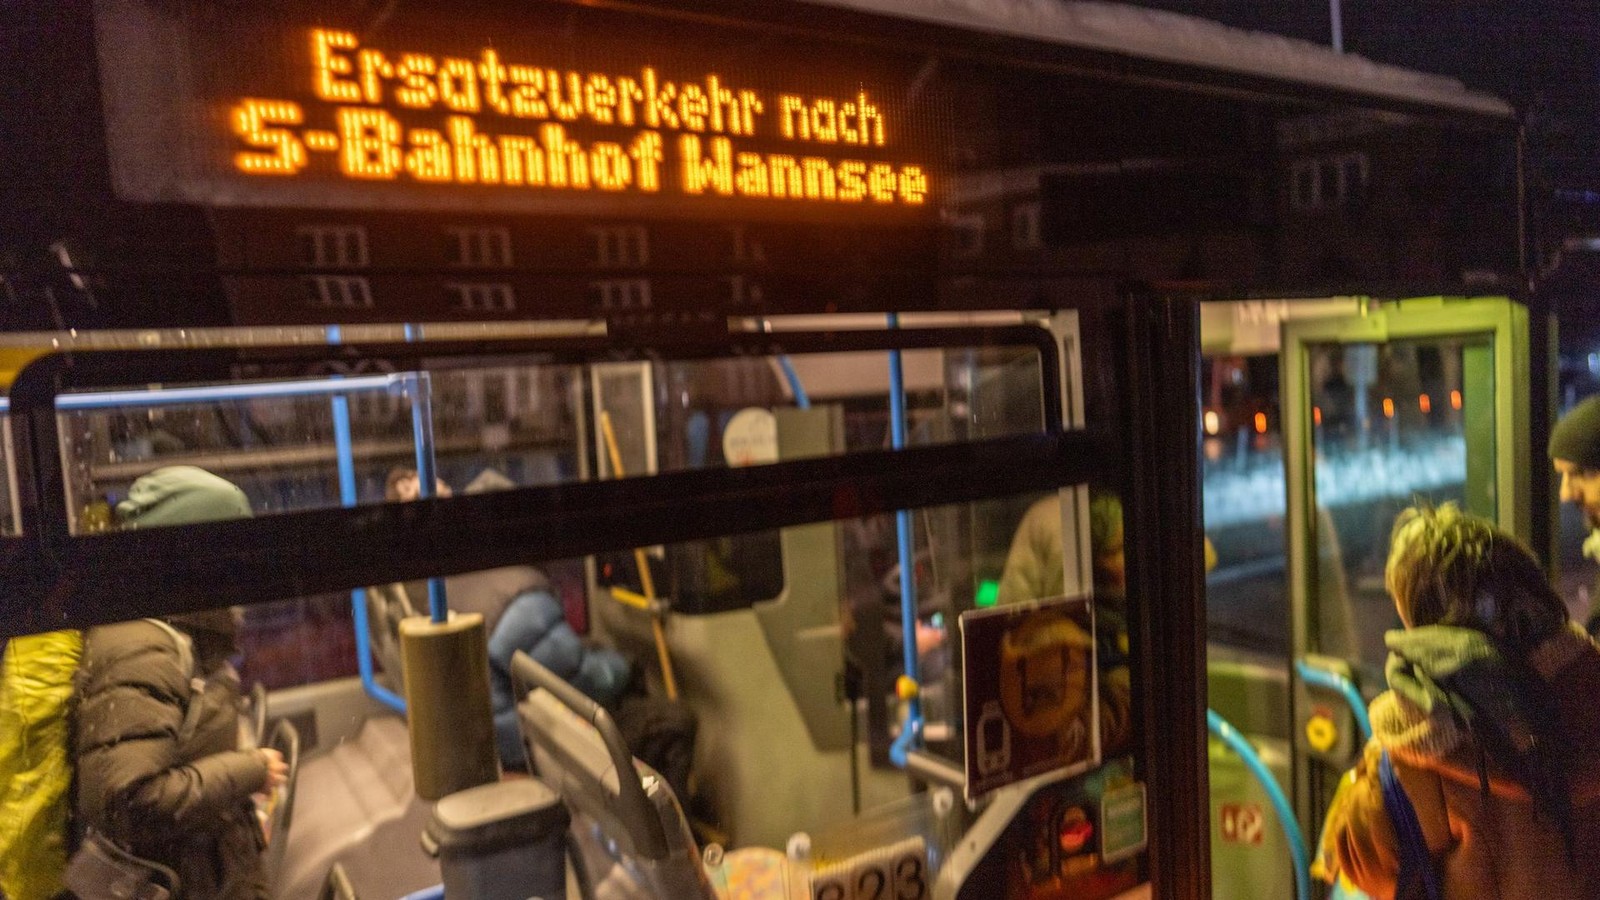 Ersatzverkehr nach
S-Bahnhof Wannsee